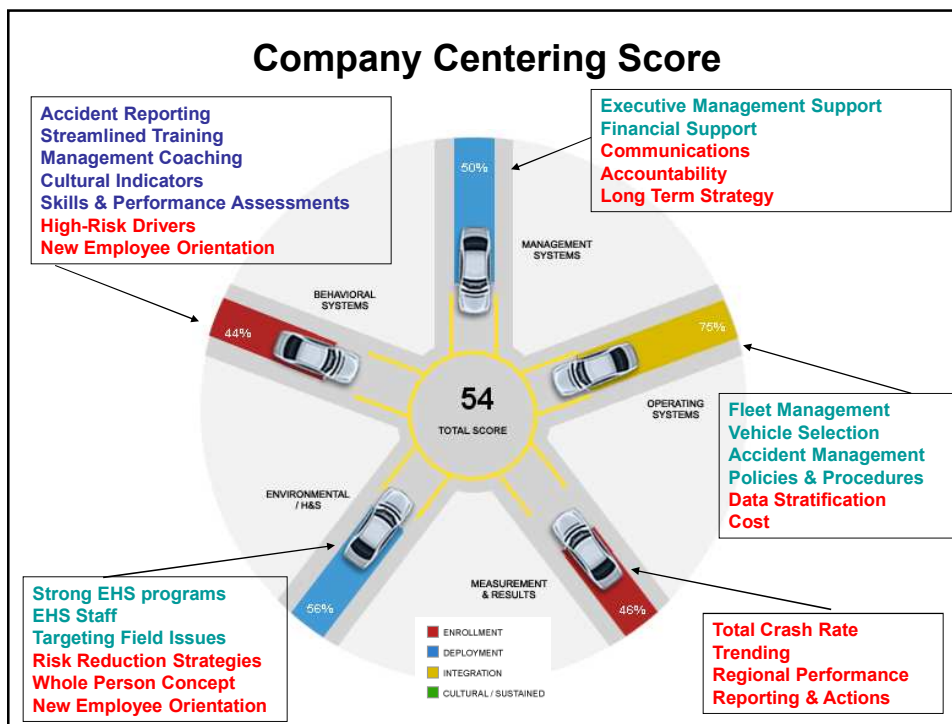 Company Centering Score
Accident Reporting
Streamlined Training
Management Coaching
Cultural Indicators
Skills & Performance Assessments
High-Risk Drivers
New Employee Orientation
Executive Management Support
Financial Support
Communications
Accountability
Long Term Strategy
50%
MANAGEMENT
SYSTEMS
BEHAVIORAL
SYSTEMS
44%
75%
OPERATING
SYSTEMS
54
TOTAL SCORE
Fleet Management
Vehicle Selection
Accident Management
Policies & Procedures
Data Stratification
Cost
ENVIRONMENTAL
/ H&S
56%
MEASUREMENT
& RESULTS
46%
Strong EHS programs
EHS Staff
Targeting Field Issues
Risk Reduction Strategies
Whole Person Concept
New Employee Orientation
ENROLLMENT
DEPLOYMENT
INTEGRATION
CULTURAL / SUSTAINED
Total Crash Rate
Trending
Regional Performance
Reporting & Actions